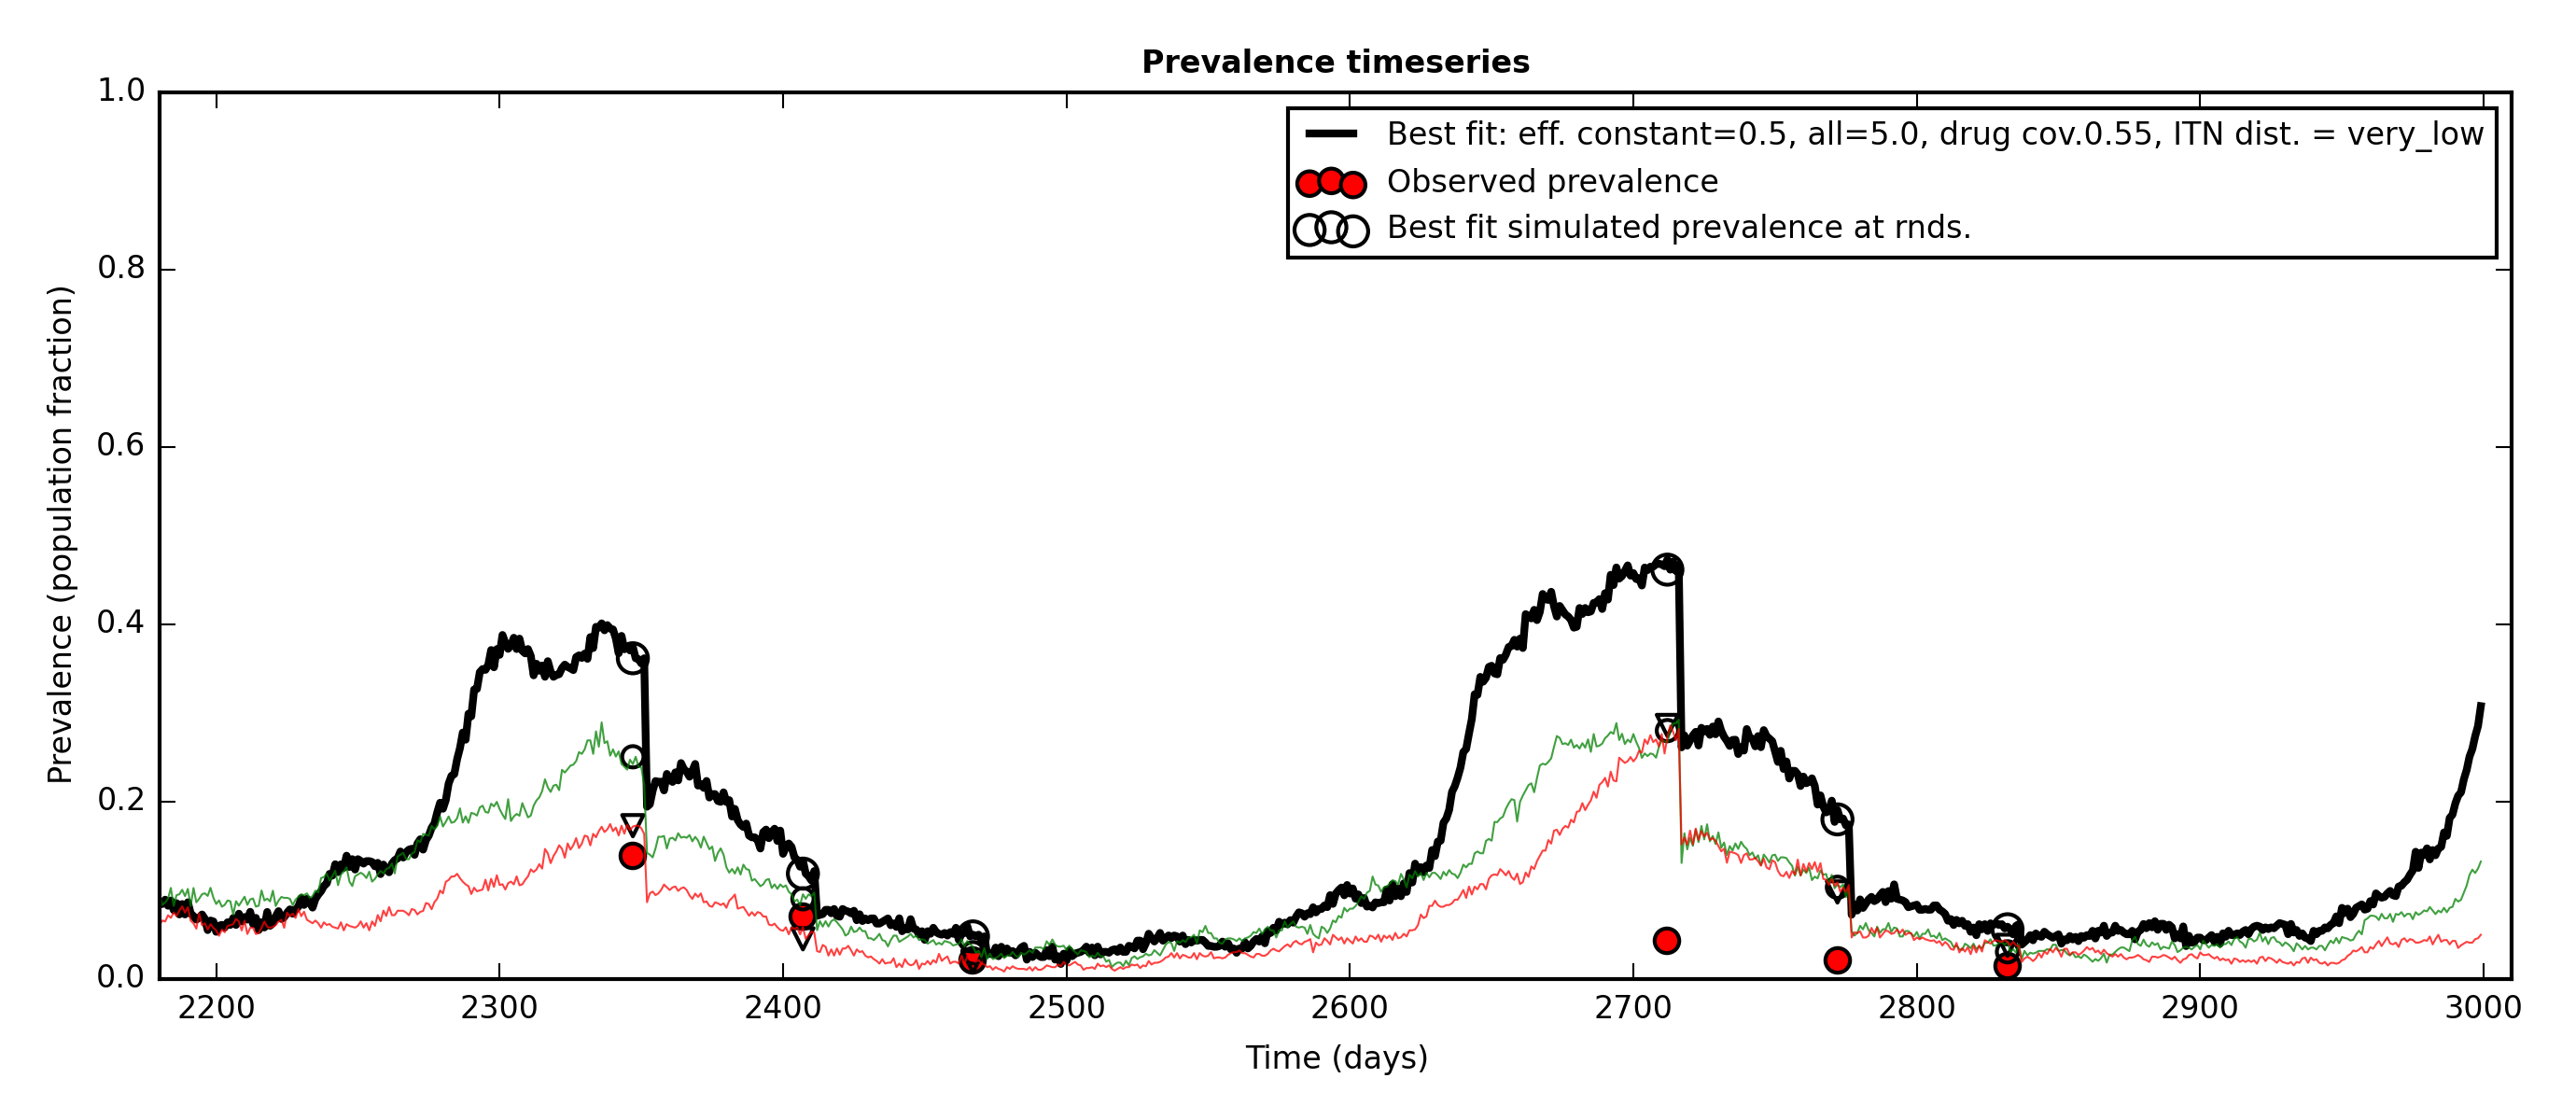 Prevalence timeseries
1.0
0.8
0.6
0.4
0.2
0.0
Prevalence (population fraction)
Best fit: eff. constant=0.5, all=5.0, drug cov.0.55, ITN dist. = very_low
Observed prevalence
Best fit simulated prevalence at rnds.
2200 2300 2400 2500 2600 2700 2800 2900 3000
Time (days)